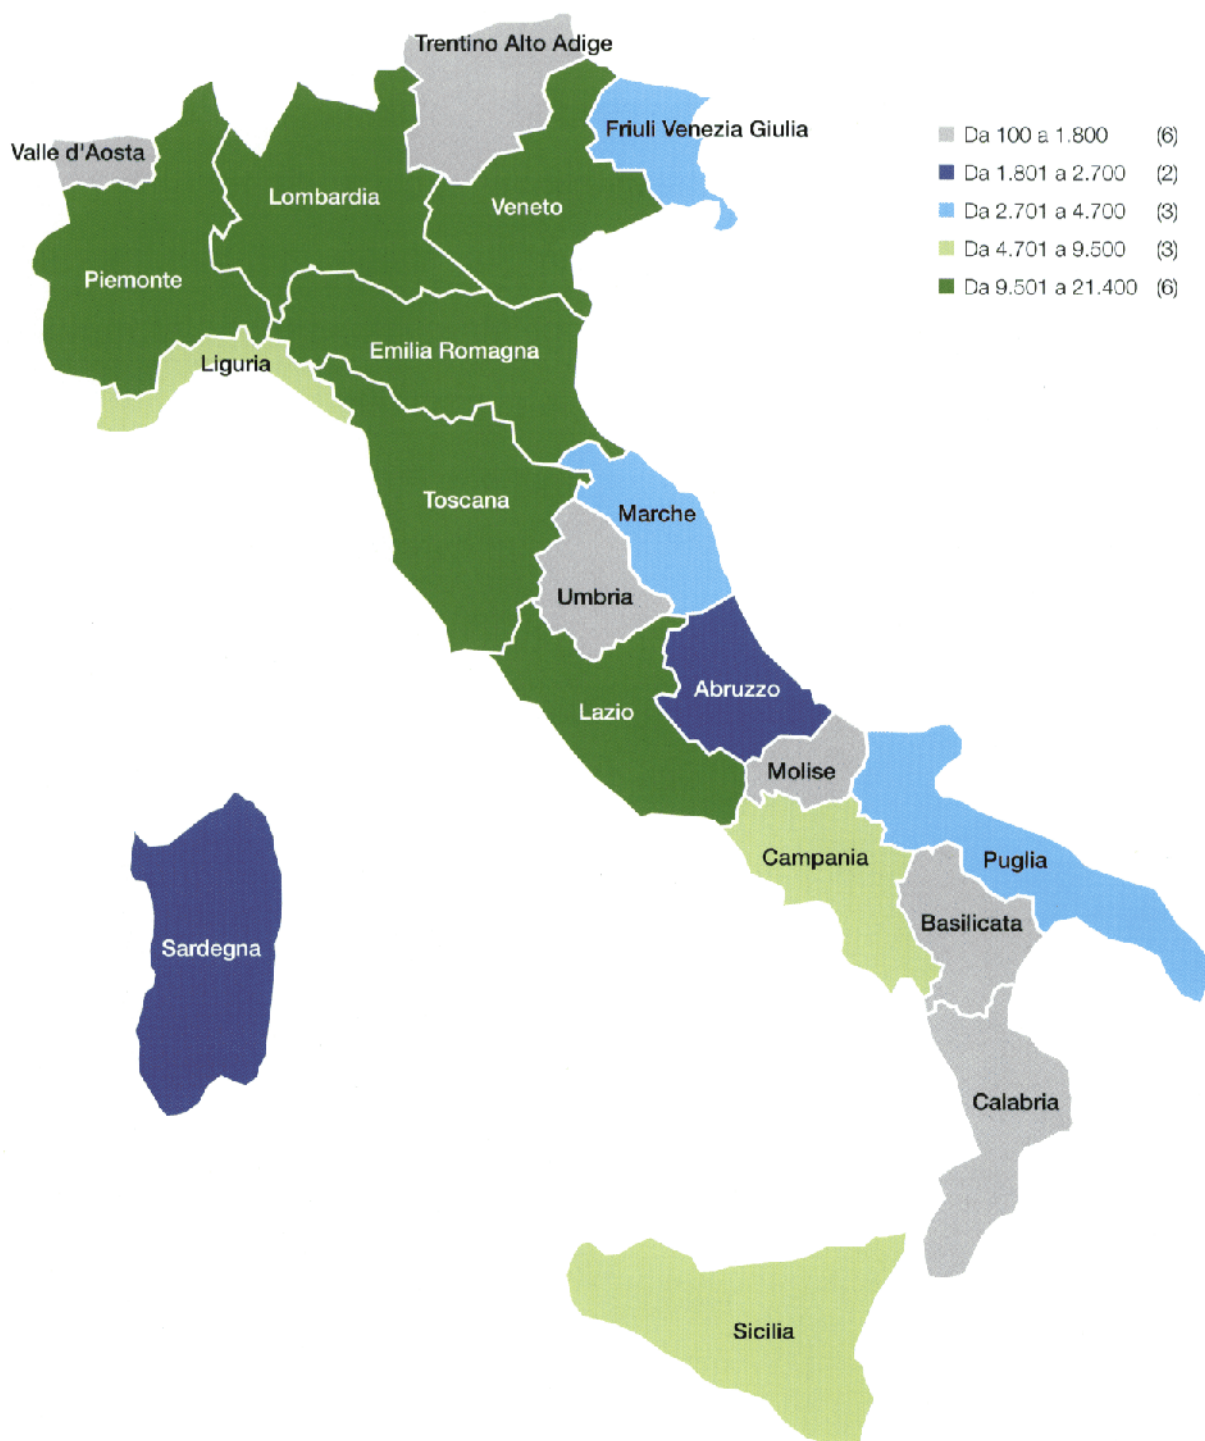 Trentino Alto Adige
Friuli Venezia Giulia
Valle d'Aosta
Lombardia
Veneto
Piemonte
Emilia Romagna
Liguria
Toscana
Marche
Umbria
Abruzzo
Lazio
Molise
Campania
Puglia
Basilicata
Sardegna
Calabria
Sicilia
Da 100 a 1.800 (6)
Da 1.801 a 2.700 (2)
Da 2.701 a 4.700 (3)
Da 4.701 a 9.500 (3)
Da 9.501 a 21.400 (6)